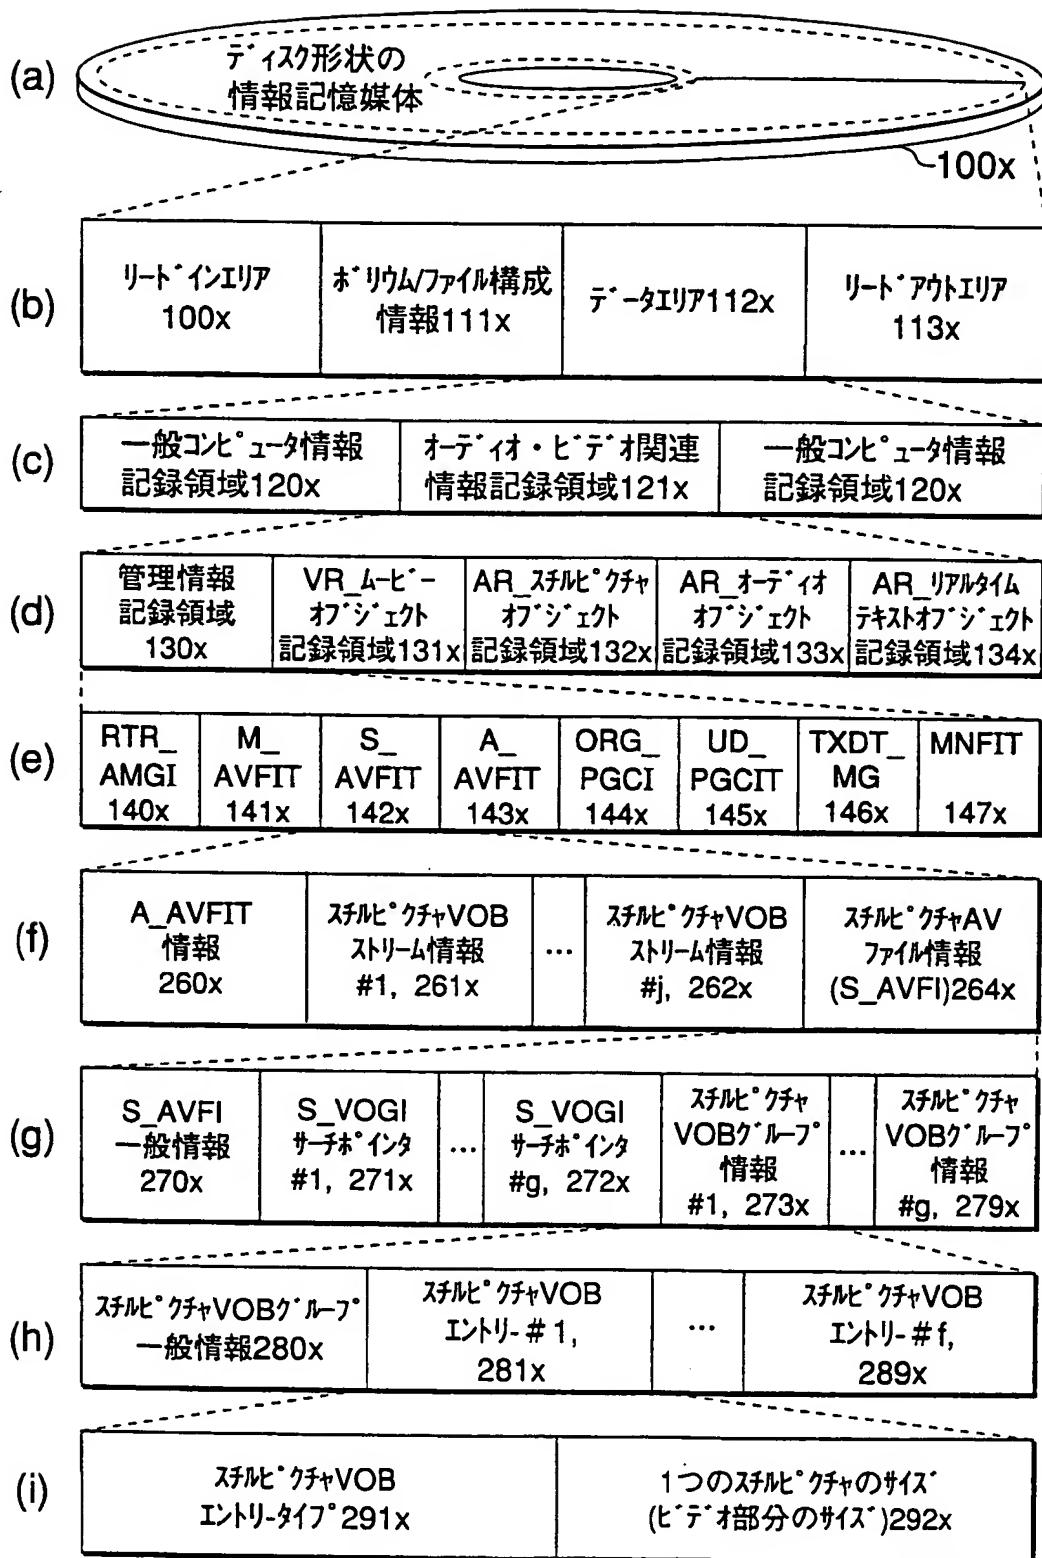 (a)
ディスク形状の
情報記憶媒体
100x
(b)
リードインエリア
100x
ボリウム/ファイル構成
情報111x
データエリア112x
リードアウトエリア
113x
(c)
一般コンピュータ情報
記録領域120x
オーディオ・ビデオ関連
情報記録領域121x
一般コンピュータ情報
記録領域120x
(d)
管理情報
記録領域
130x
VR_ムービー
オブジェクト
記録領域131x
AR_スチルピクチャ
オブジェクト
記録領域132x
AR_オーディオ
オブジェクト
記録領域133x
AR_リアルタイム
テキストオブジェクト
記録領域134x
(e)
RTR_
AMGI
140x
M_
AVFIT
141x
S_
AVFIT
142x
A_
AVFIT
143x
ORG_
PGCI
144x
UD_
PGCIT
145x
TXDT_
MG
146x
MNFIT
147x
(f)
A_AVFIT
情報
260x
スチルピクチャVOB
ストリーム情報
#1, 261x
...
スチルピクチャVOB
ストリーム情報
#j, 262x
スチルピクチャAV
ファイル情報
(S_AVFI)264x
(g)
S_AVFI
一般情報
270x
S_VOGI
サーチポインタ
#1, 271x
...
S_VOGI
サーチポインタ
#g, 272x
スチルピクチャ
VOBグループ
情報
#1, 273x
...
スチルピクチャ
VOBグループ
情報
#g, 279x
(h)
スチルピクチャVOBグループ
一般情報280x
スチルピクチャVOB
エントリー#1,
281x
...
スチルピクチャVOB
エントリー#f,
289x
(i)
スチルピクチャVOB
エントリータイプ291x
1つのスチルピクチャのサイズ
(ビデオ部分のサイズ)292x